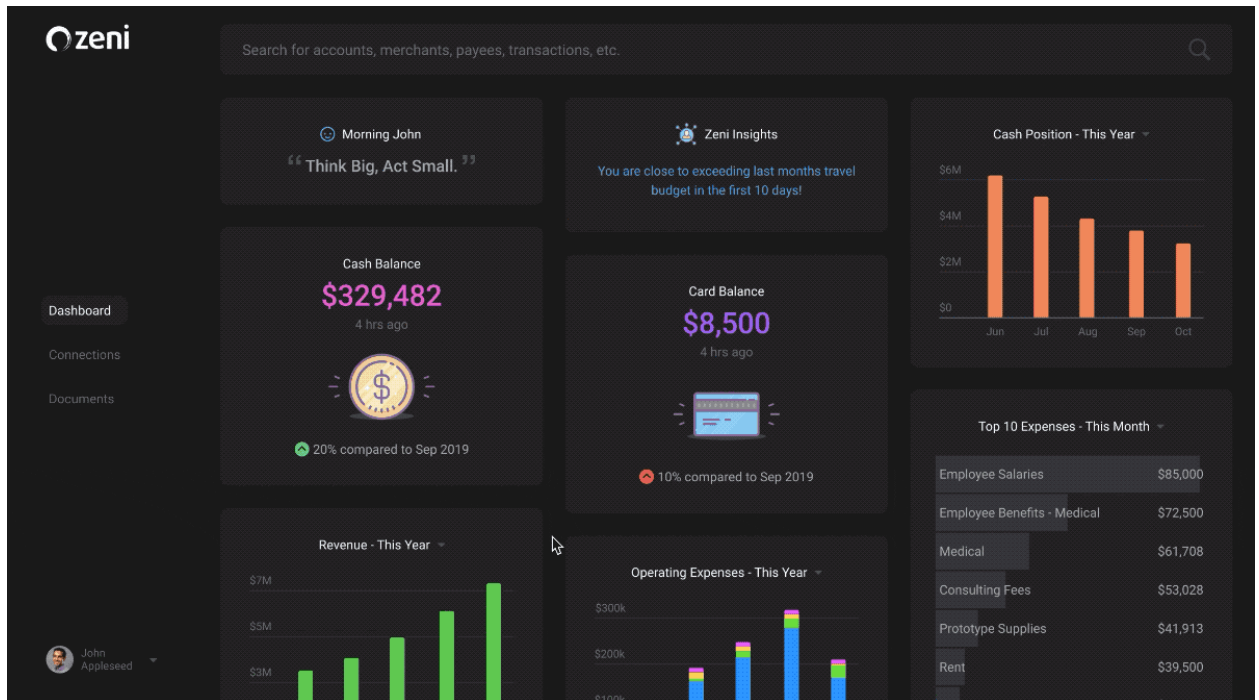 zeni
Search for accounts, merchants, payees, transactions, etc.
Dashboard
Connections
Documents
John
Appleseed
Morning John
“ Think Big, Act Small. ”
Cash Balance
$329,482
4 hrs ago
$
20% compared to Sep 2019
Revenue - This Year
$7M
$5M
$3M
Zeni Insights
You are close to exceeding last months travel
budget in the first 10 days!
Card Balance
$8,500
4 hrs ago
10% compared to Sep 2019
Operating Expenses - This Year
$300k
$200k
$100k
Cash Position - This Year
$6M
$4M
$2M
$0
Jun Jul Aug Sep Oct
Top 10 Expenses - This Month
Employee Salaries $85,000
Employee Benefits - Medical $72,500
Medical $61,708
Consulting Fees $53,028
Prototype Supplies $41,913
Rent $39,500